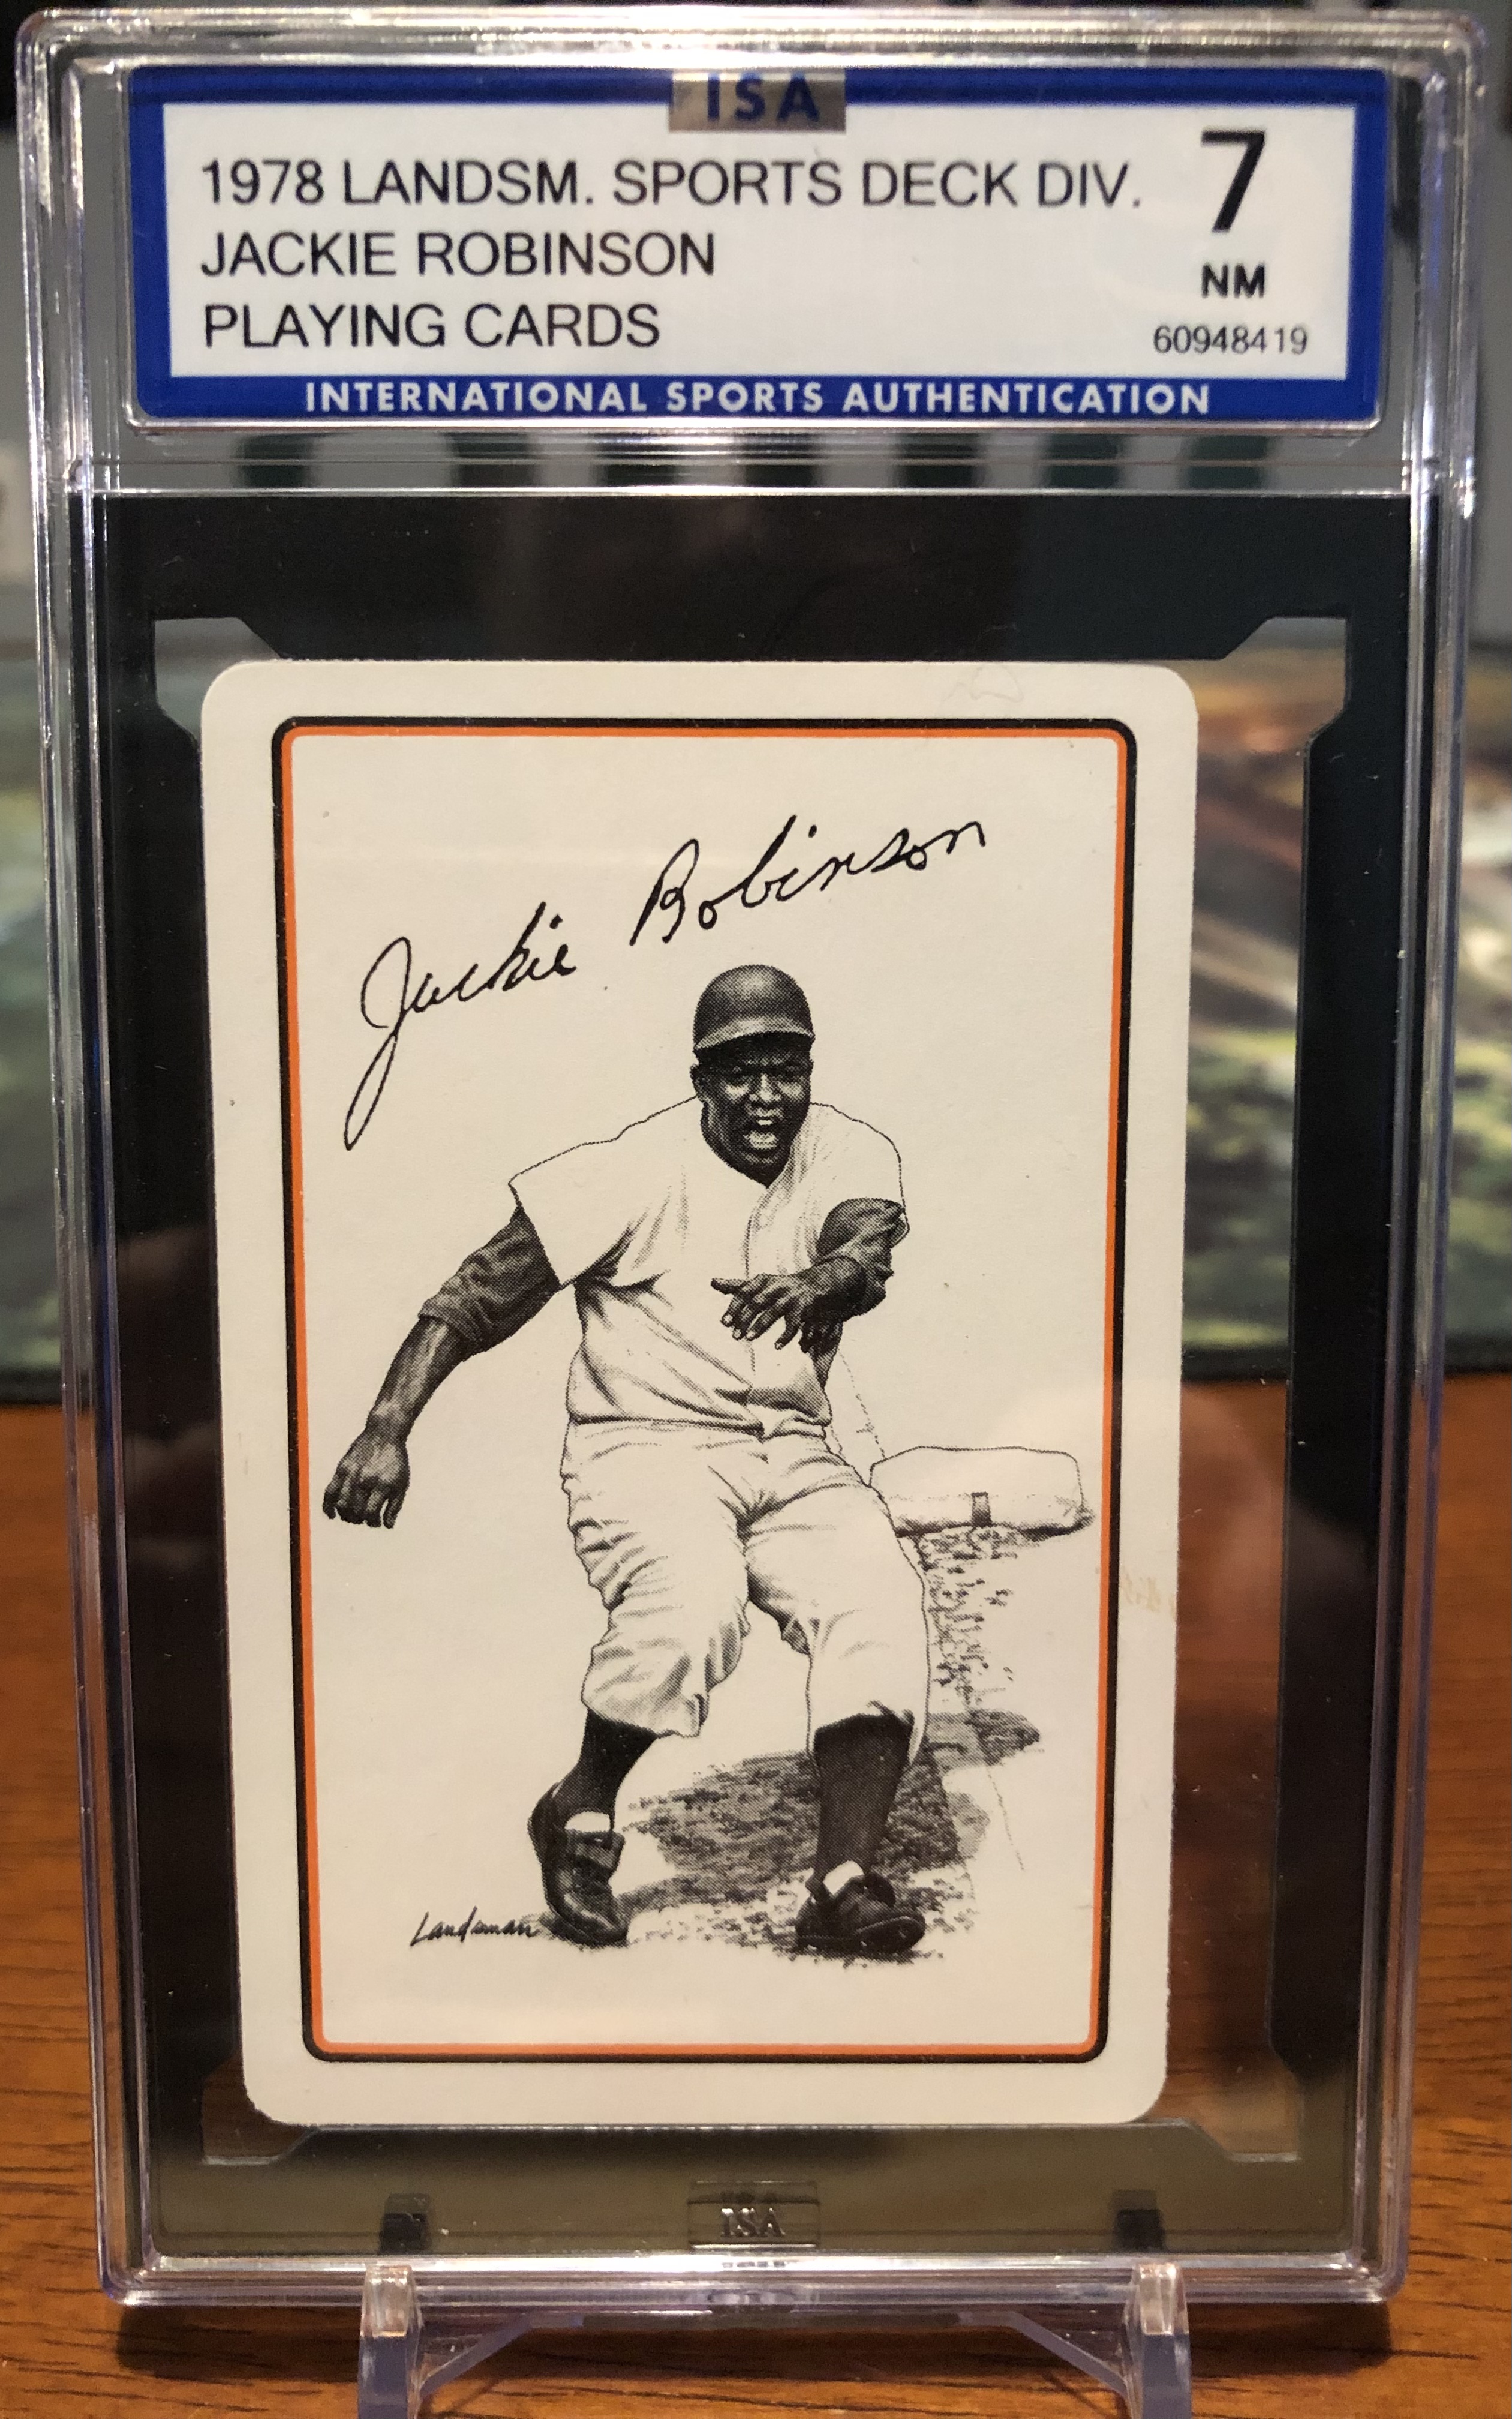 ISA
1978 LANDSM. SPORTS DECK DIV.
7
JACKIE ROBINSON
NM
PLAYING CARDS
60948419
INTERNATIONAL SPORTS AUTHENTICATION
Jackie Robinson
Landsman
ISA